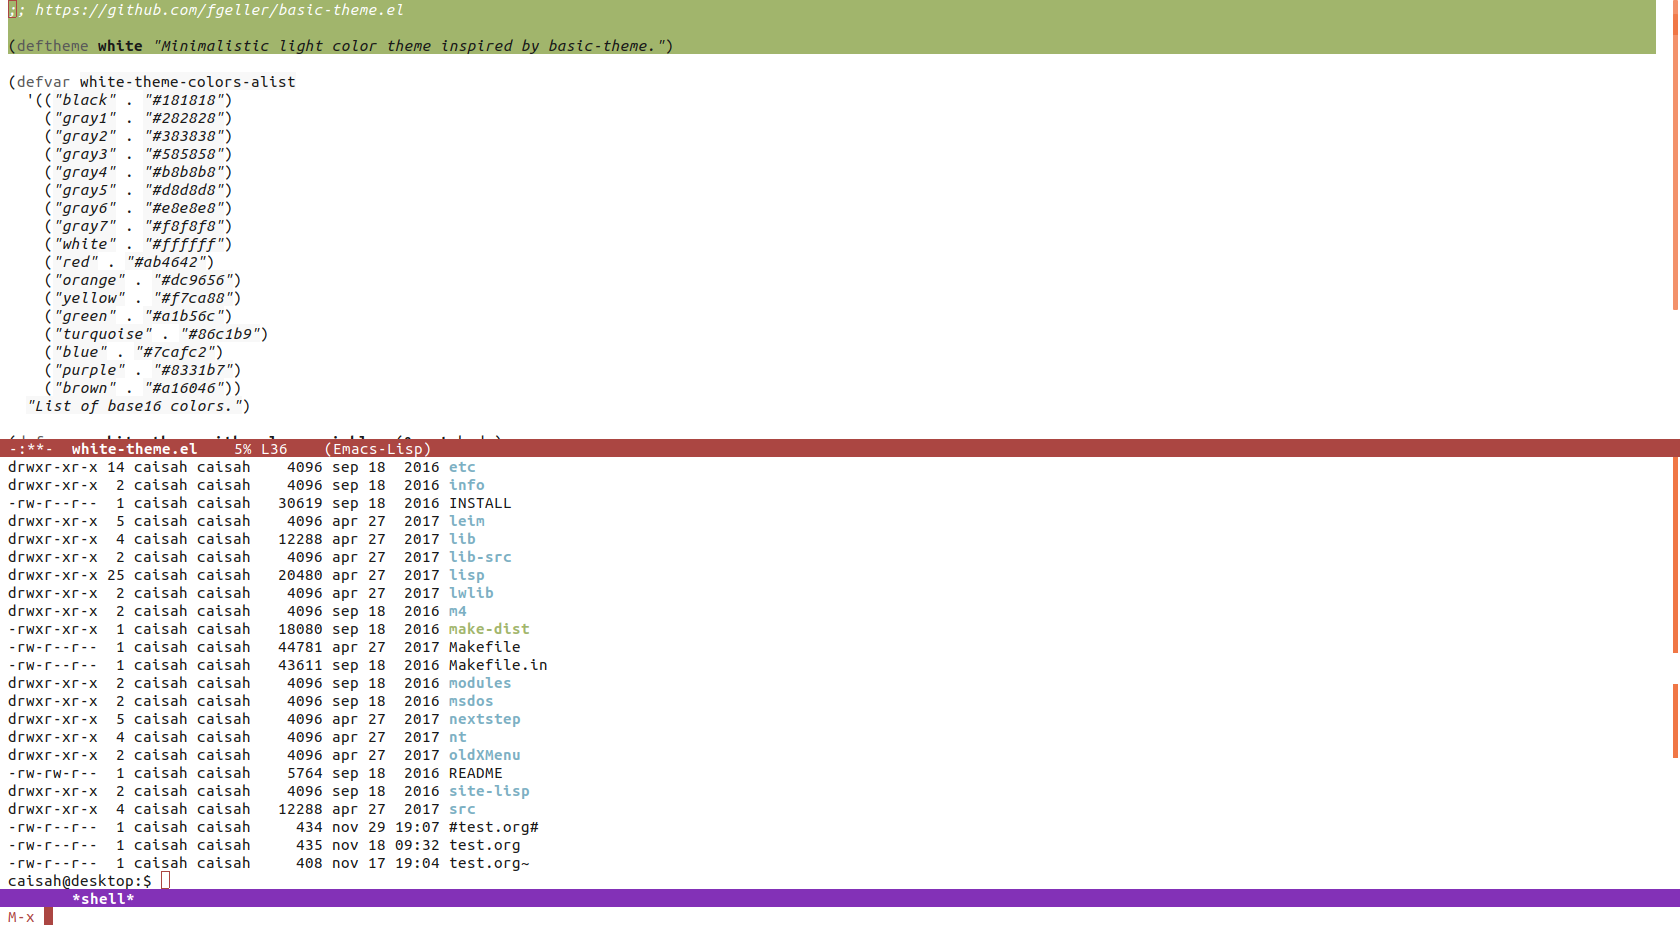 ;; https://github.com/fgeller/basic-theme.el
(deftheme white "Minimalistic light color theme inspired by basic-theme.")
(defvar white-theme-colors-alist
'(("black" . "#181818")
("gray1" . "#282828")
("gray2" . "#383838")
("gray3" . "#585858")
("gray4" . "#b8b8b8")
("gray5" . "#d8d8d8")
("gray6" . "#e8e8e8")
("gray7" . "#f8f8f8")
("white" . "#ffffff")
("red" . "#ab4642")
("orange" . "#dc9656")
("yellow" . "#f7ca88")
("green" . "#a1b56c")
("turquoise" . "#86c1b9")
("blue" . "#7cafc2")
("purple" . "#8331b7")
("brown" . "#a16046"))
"List of base16 colors.")
-:**-  white-theme.el    5% L36    (Emacs-Lisp)
drwxr-xr-x 14 caisah caisah    4096 sep 18  2016 etc
drwxr-xr-x  2 caisah caisah    4096 sep 18  2016 info
-rw-r--r--  1 caisah caisah   30619 sep 18  2016 INSTALL
drwxr-xr-x  5 caisah caisah    4096 apr 27  2017 leim
drwxr-xr-x  4 caisah caisah   12288 apr 27  2017 lib
drwxr-xr-x  2 caisah caisah    4096 apr 27  2017 lib-src
drwxr-xr-x 25 caisah caisah   20480 apr 27  2017 lisp
drwxr-xr-x  2 caisah caisah    4096 apr 27  2017 lwlib
drwxr-xr-x  2 caisah caisah    4096 sep 18  2016 m4
-rwxr-xr-x  1 caisah caisah   18080 sep 18  2016 make-dist
-rw-r--r--  1 caisah caisah   44781 apr 27  2017 Makefile
-rw-r--r--  1 caisah caisah   43611 sep 18  2016 Makefile.in
drwxr-xr-x  2 caisah caisah    4096 sep 18  2016 modules
drwxr-xr-x  2 caisah caisah    4096 sep 18  2016 msdos
drwxr-xr-x  5 caisah caisah    4096 apr 27  2017 nextstep
drwxr-xr-x  4 caisah caisah    4096 apr 27  2017 nt
drwxr-xr-x  2 caisah caisah    4096 apr 27  2017 oldXMenu
-rw-rw-r--  1 caisah caisah    5764 sep 18  2016 README
drwxr-xr-x  2 caisah caisah    4096 sep 18  2016 site-lisp
drwxr-xr-x  4 caisah caisah   12288 apr 27  2017 src
-rw-r--r--  1 caisah caisah     434 nov 29 19:07 #test.org#
-rw-r--r--  1 caisah caisah     435 nov 18 09:32 test.org
-rw-r--r--  1 caisah caisah     408 nov 17 19:04 test.org~
caisah@desktop:$
*shell*
M-x